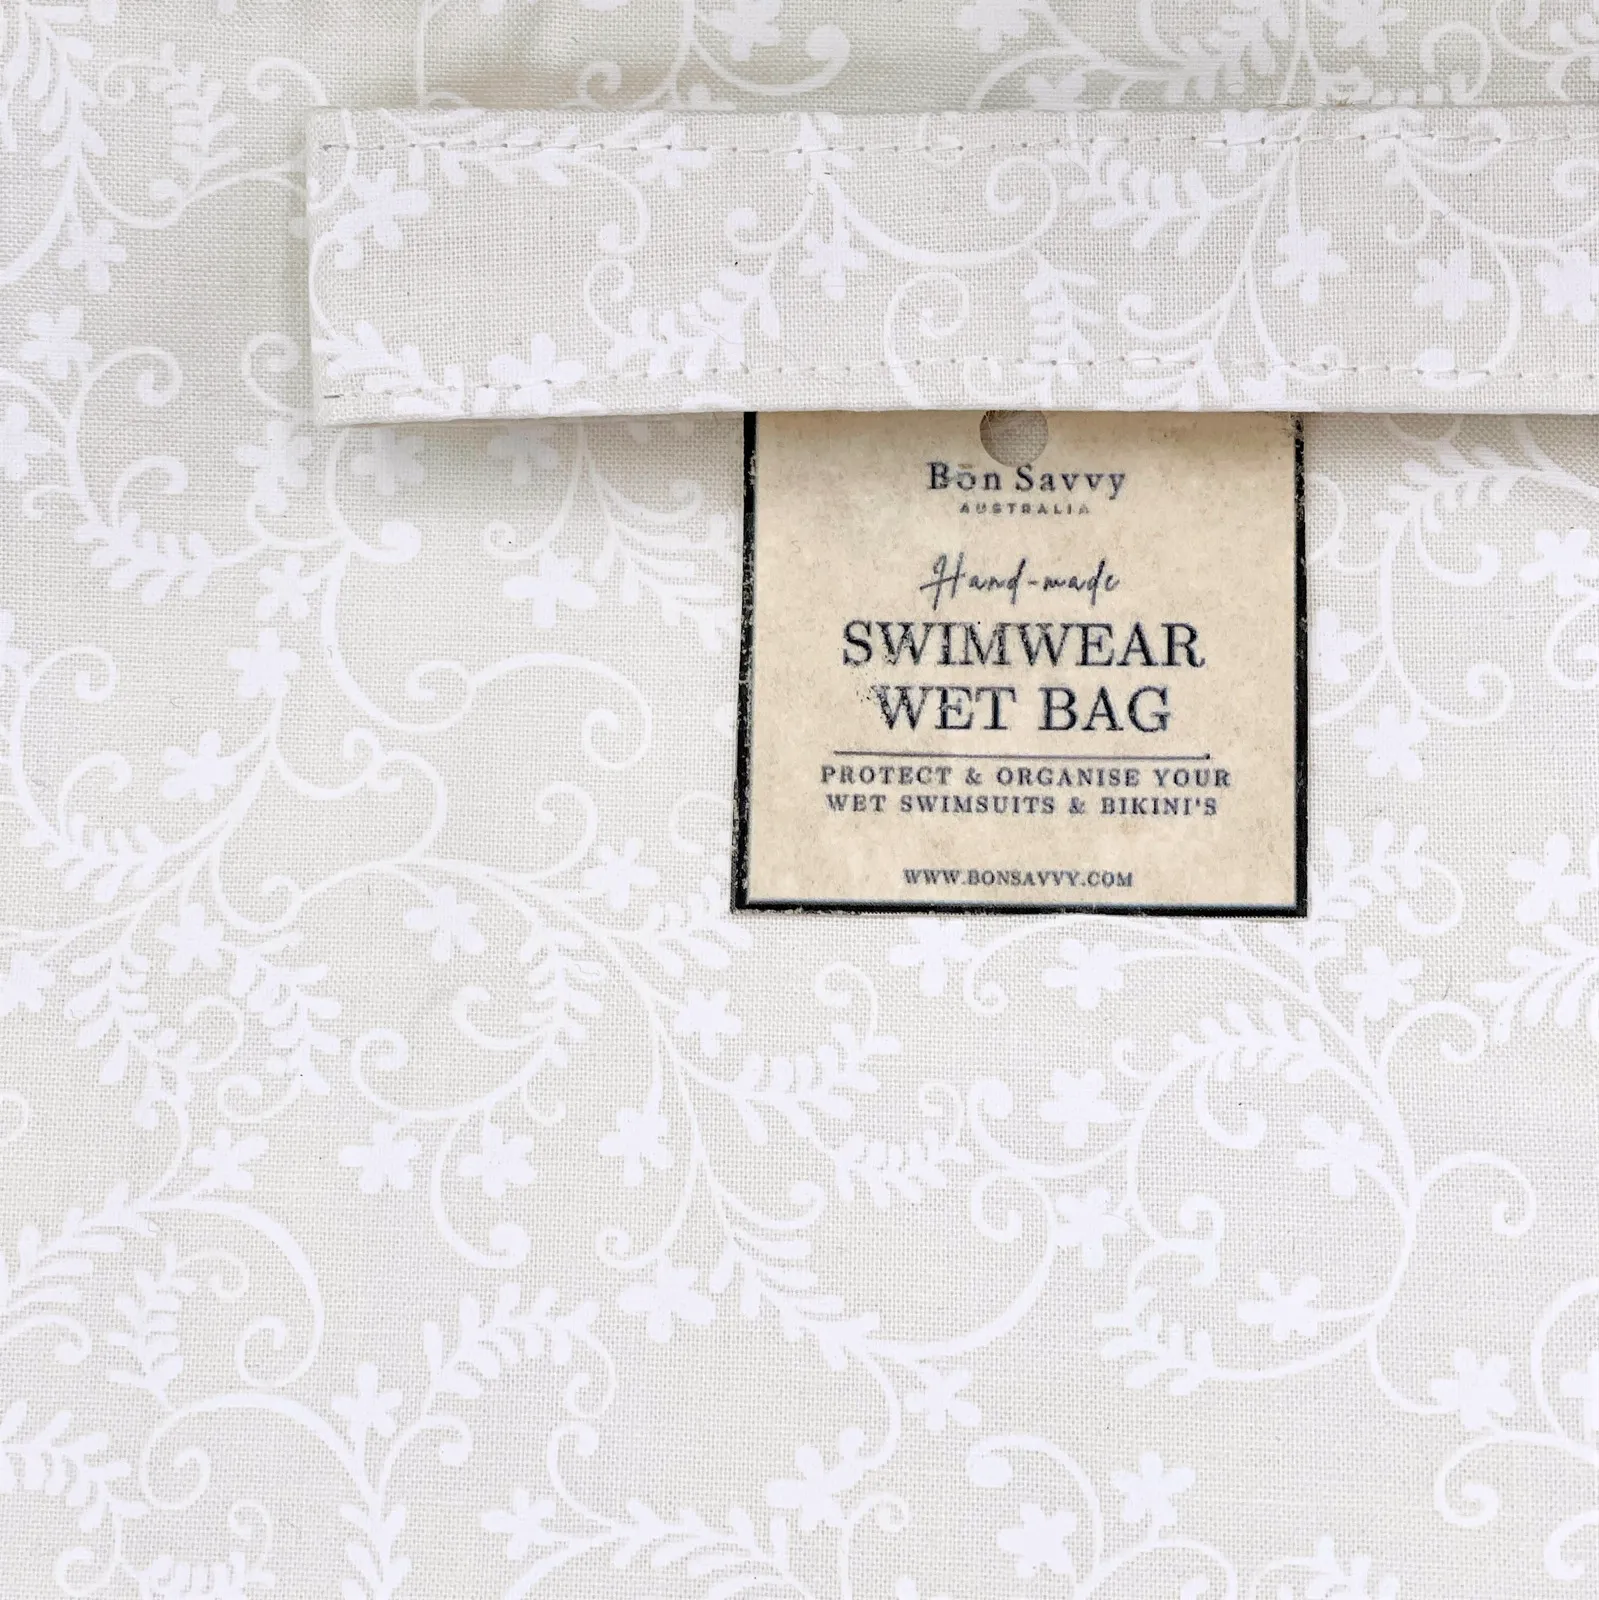 Bōn Savvy
AUSTRALIA
Hand-made
SWIMWEAR
WET BAG
PROTECT & ORGANISE YOUR
WET SWIMSUITS & BIKINI'S
WWW.BONSAVVY.COM